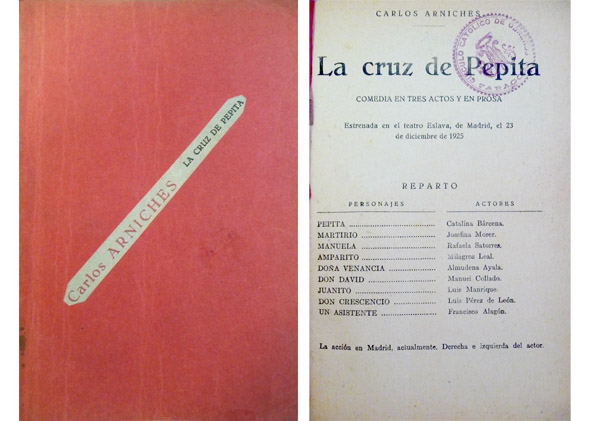 Carlos ARNICHES LA CRUZ DE PEPITA
CARLOS ARNICHES
La cruz de Pepita
COMEDIA EN TRES ACTOS Y EN PROSA
Estrenada en el teatro Eslava, de Madrid, el 23
de diciembre de 1925
REPARTO
PERSONAJES ACTORES
PEPITA Catalina Bárcena.
MARTIRIO Josefina Morer.
MANUELA Rafaela Satorres.
AMPARITO Milagros Leal.
DOÑA VENANCIA Almudena Ayala.
DON DAVID Manuel Collado.
JUANITO Luis Manrique.
DON CRESCENCIO Luis Pérez de León.
UN ASISTENTE Francisco Alagón.
La acción en Madrid, actualmente. Derecha e izquierda del actor.
CATOLICO DE